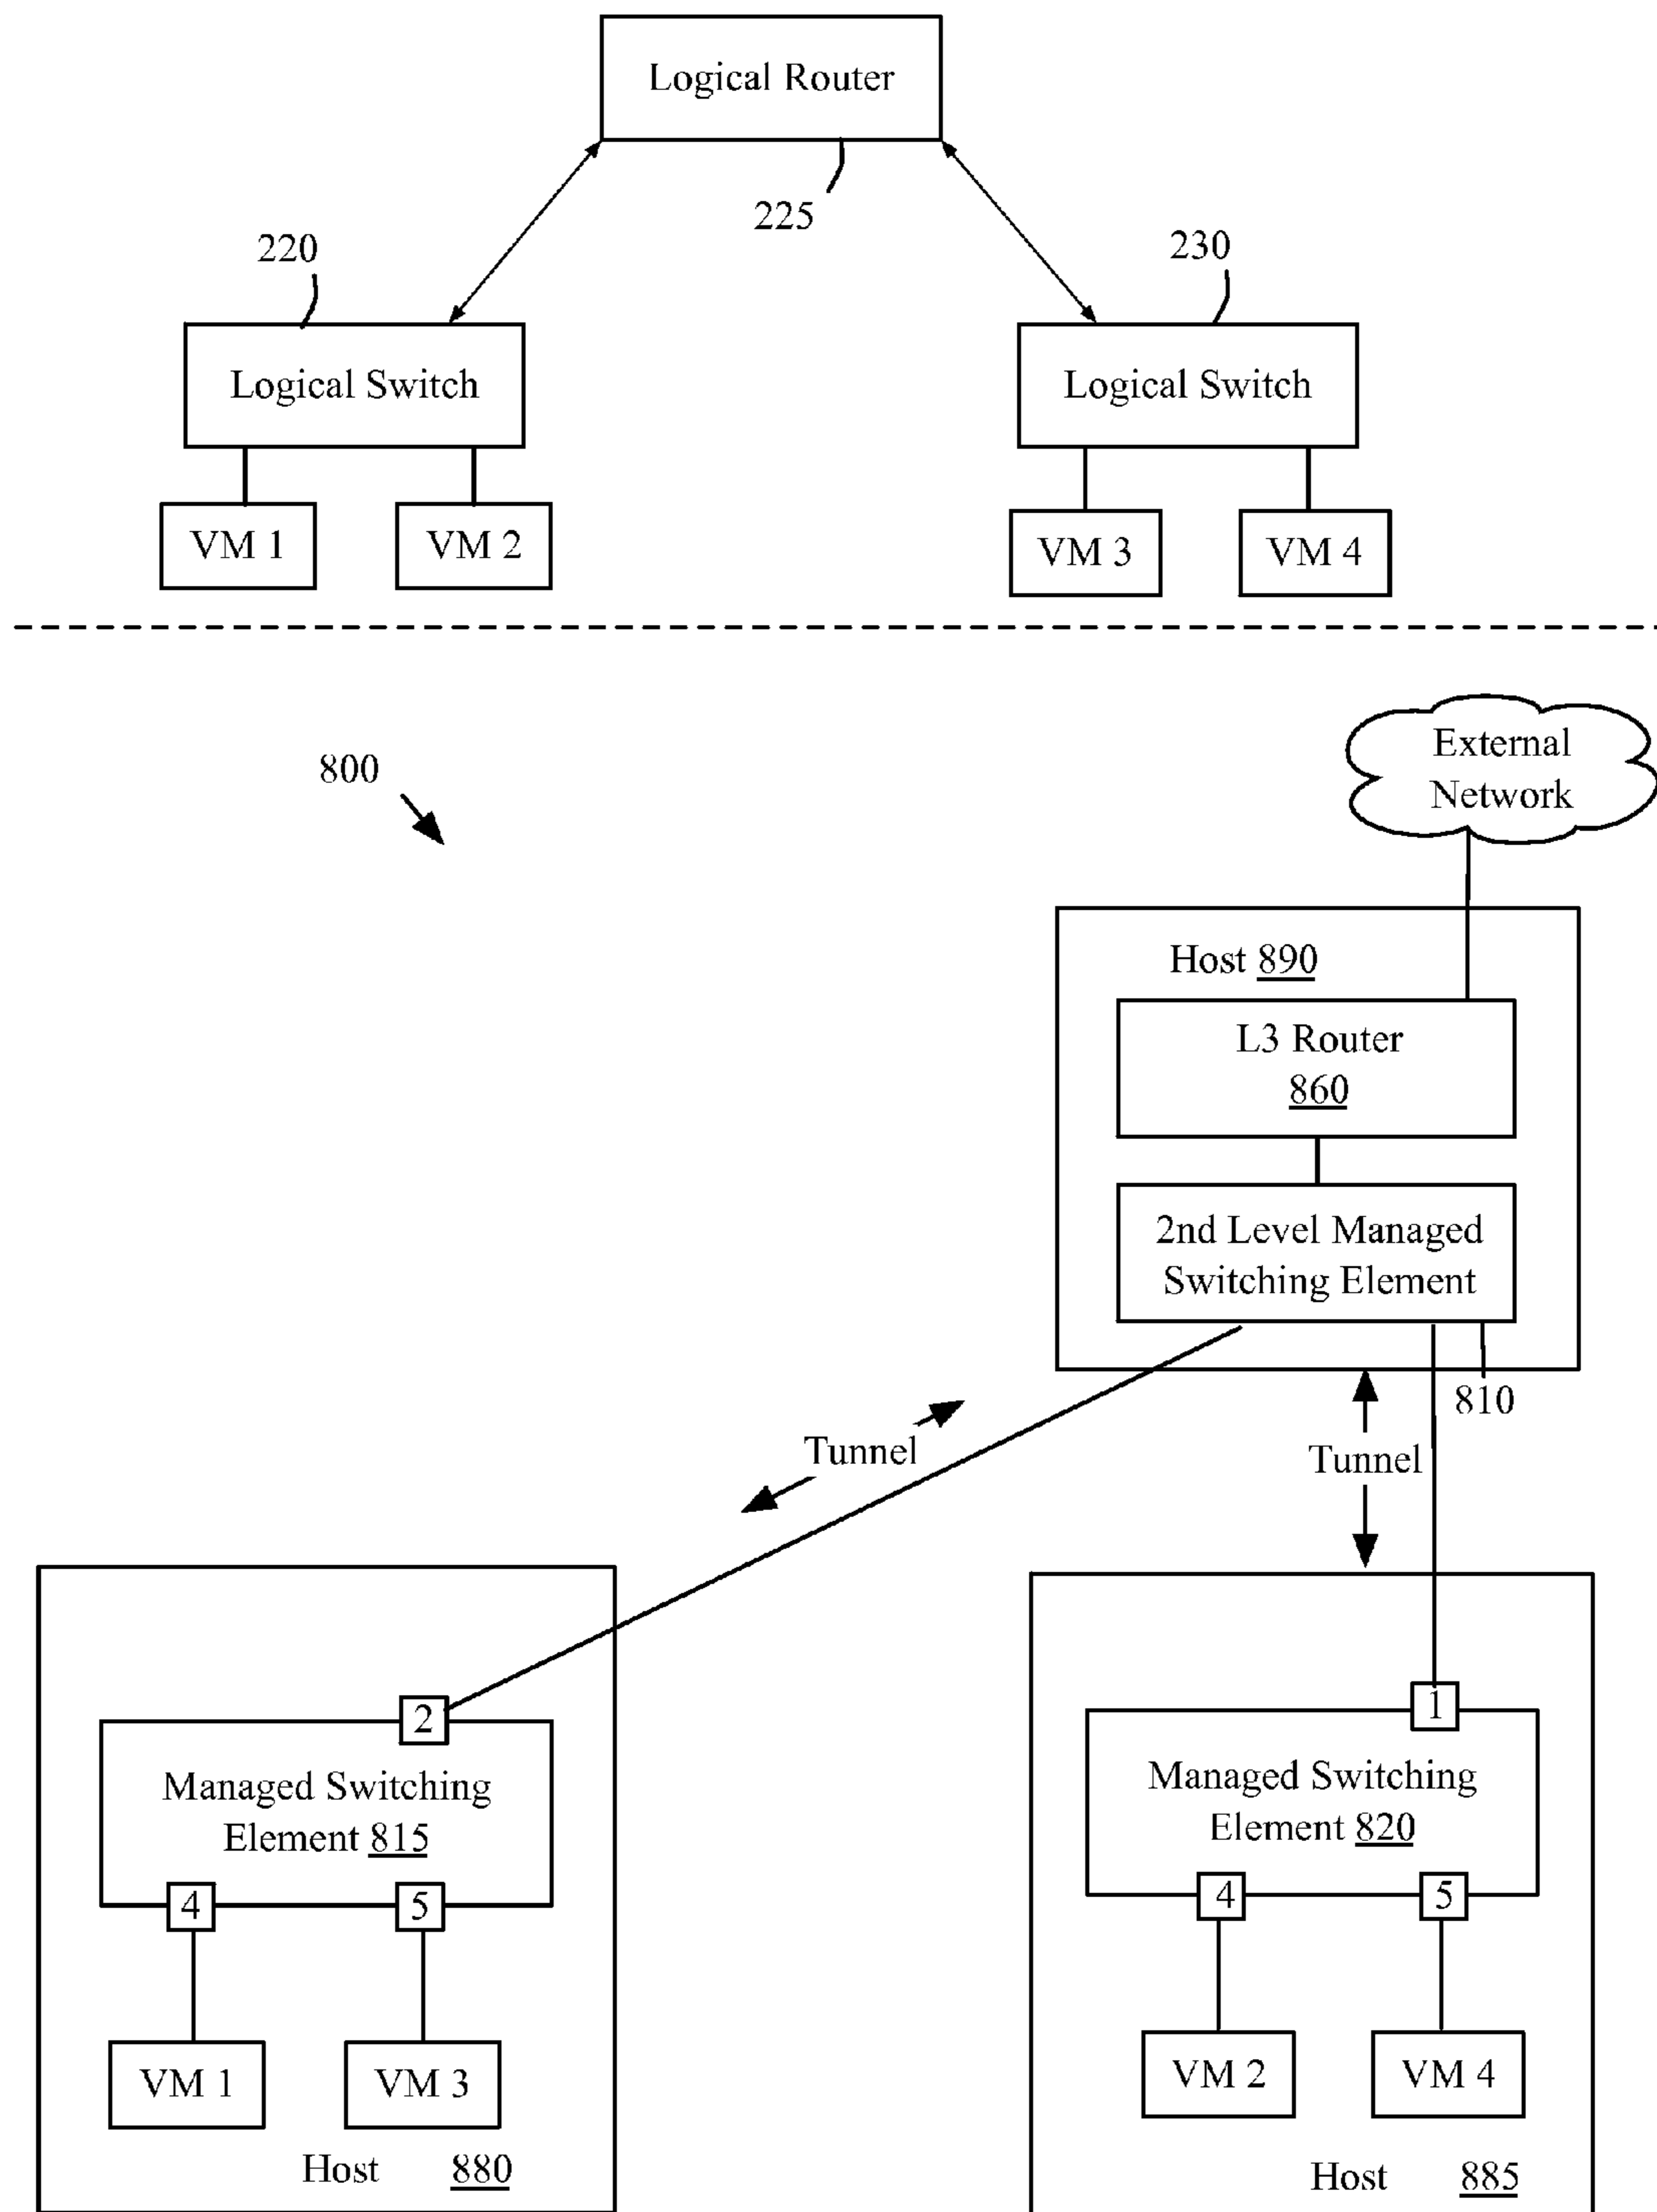 Logical Router
225
220
230
Logical Switch
Logical Switch
VM 1
VM 2
VM 3
VM 4
External
Network
800
Host 890
L3 Router
860
2nd Level Managed
Switching Element
810
Tunnel
Tunnel
2
1
Managed Switching
Element 815
Managed Switching
Element 820
4
5
4
5
VM 1
VM 3
VM 2
VM 4
Host 880
Host 885